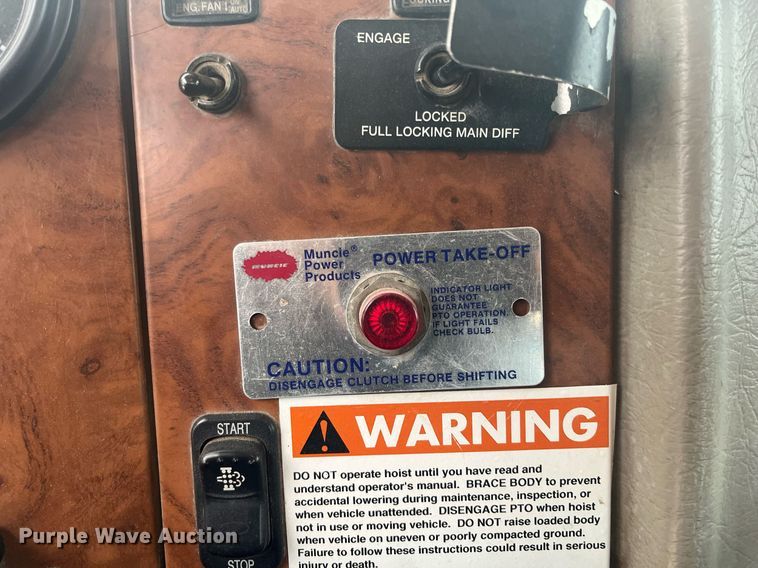 ENG.FAN
ON
AUTO
LOCKING
ENGAGE
LOCKED
FULL LOCKING MAIN DIFF
MUNCIE
Muncie®
Power
Products
POWER TAKE-OFF
INDICATOR LIGHT
DOES NOT
GUARANTEE
PTO OPERATION.
IF LIGHT FAILS
CHECK BULB.
CAUTION:
DISENGAGE CLUTCH BEFORE SHIFTING
START
STOP
WARNING
DO NOT operate hoist until you have read and
understand operator's manual. BRACE BODY to prevent
accidental lowering during maintenance, inspection, or
when vehicle unattended. DISENGAGE PTO when hoist
not in use or moving vehicle. DO NOT raise loaded body
when vehicle on uneven or poorly compacted ground.
Failure to follow these instructions could result in serious
injury or death.
Purple Wave Auction